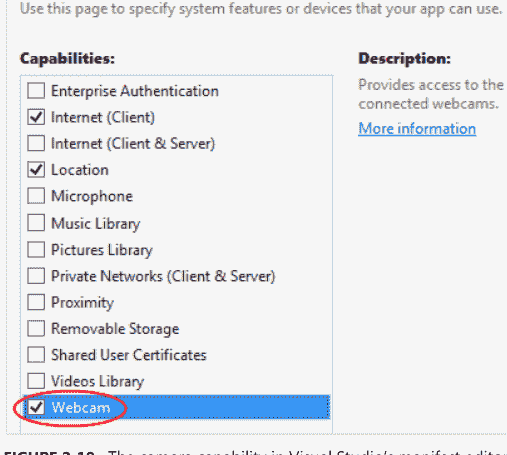 Use this page to specify system features or devices that your app can use.
Capabilities:
Description:
Enterprise Authentication
Internet (Client)
Internet (Client & Server)
Location
Microphone
Music Library
Pictures Library
Private Networks (Client & Server)
Proximity
Removable Storage
Shared User Certificates
Videos Library
Webcam
Provides access to the
connected webcams.
More information
The camera capability in Visual Studio's manifest editor